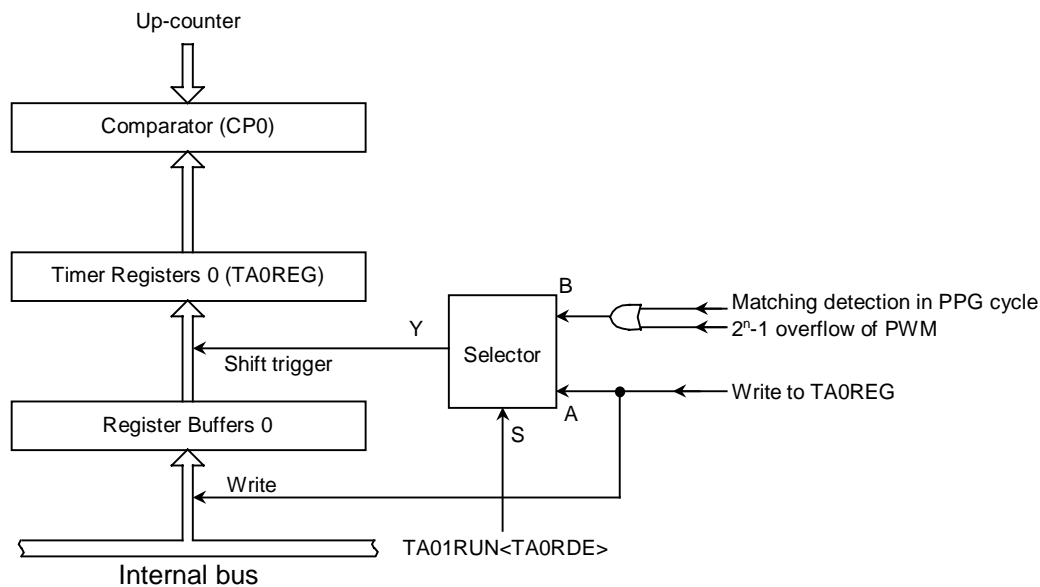 Up-counter
Comparator (CP0)
Timer Registers 0 (TA0REG)
B
Matching detection in PPG cycle
2ⁿ-1 overflow of PWM
Y
Selector
Shift trigger
Write to TA0REG
A
Register Buffers 0
S
Write
TA01RUN<TA0RDE>
Internal bus